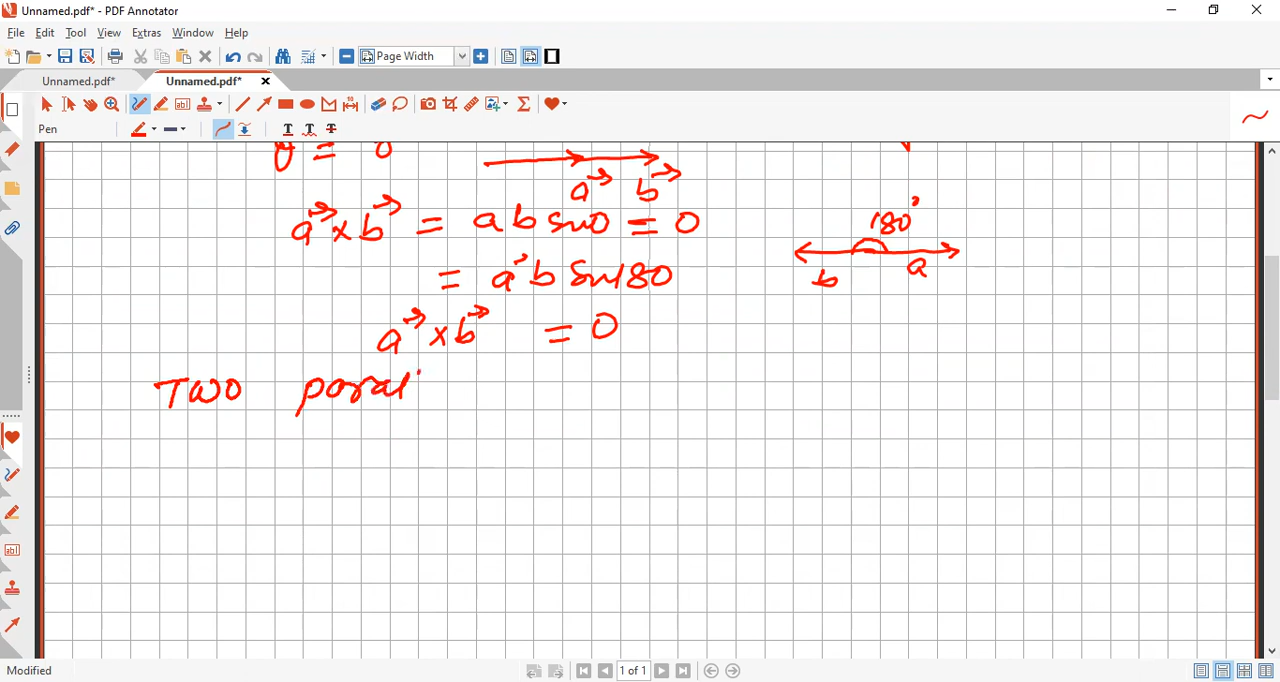 Unnamed.pdf* - PDF Annotator
File Edit Tool View Extras Window Help
Page Width
Unnamed.pdf* Unnamed.pdf*
Pen
θ = 0
a→ b→
180°
a→ × b→ = a b sin0 = 0
b a
= a b sin180
a→ × b→ = 0
Two paral
Modified
1 of 1